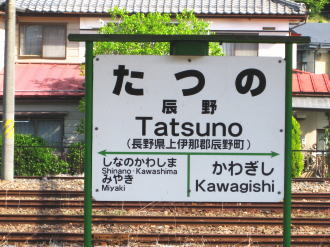 たつの
辰野
Tatsuno
(長野県上伊那郡辰野町)
しなのかわしま
Shinano-Kawashima
みやき
Miyaki
かわぎし
Kawagishi